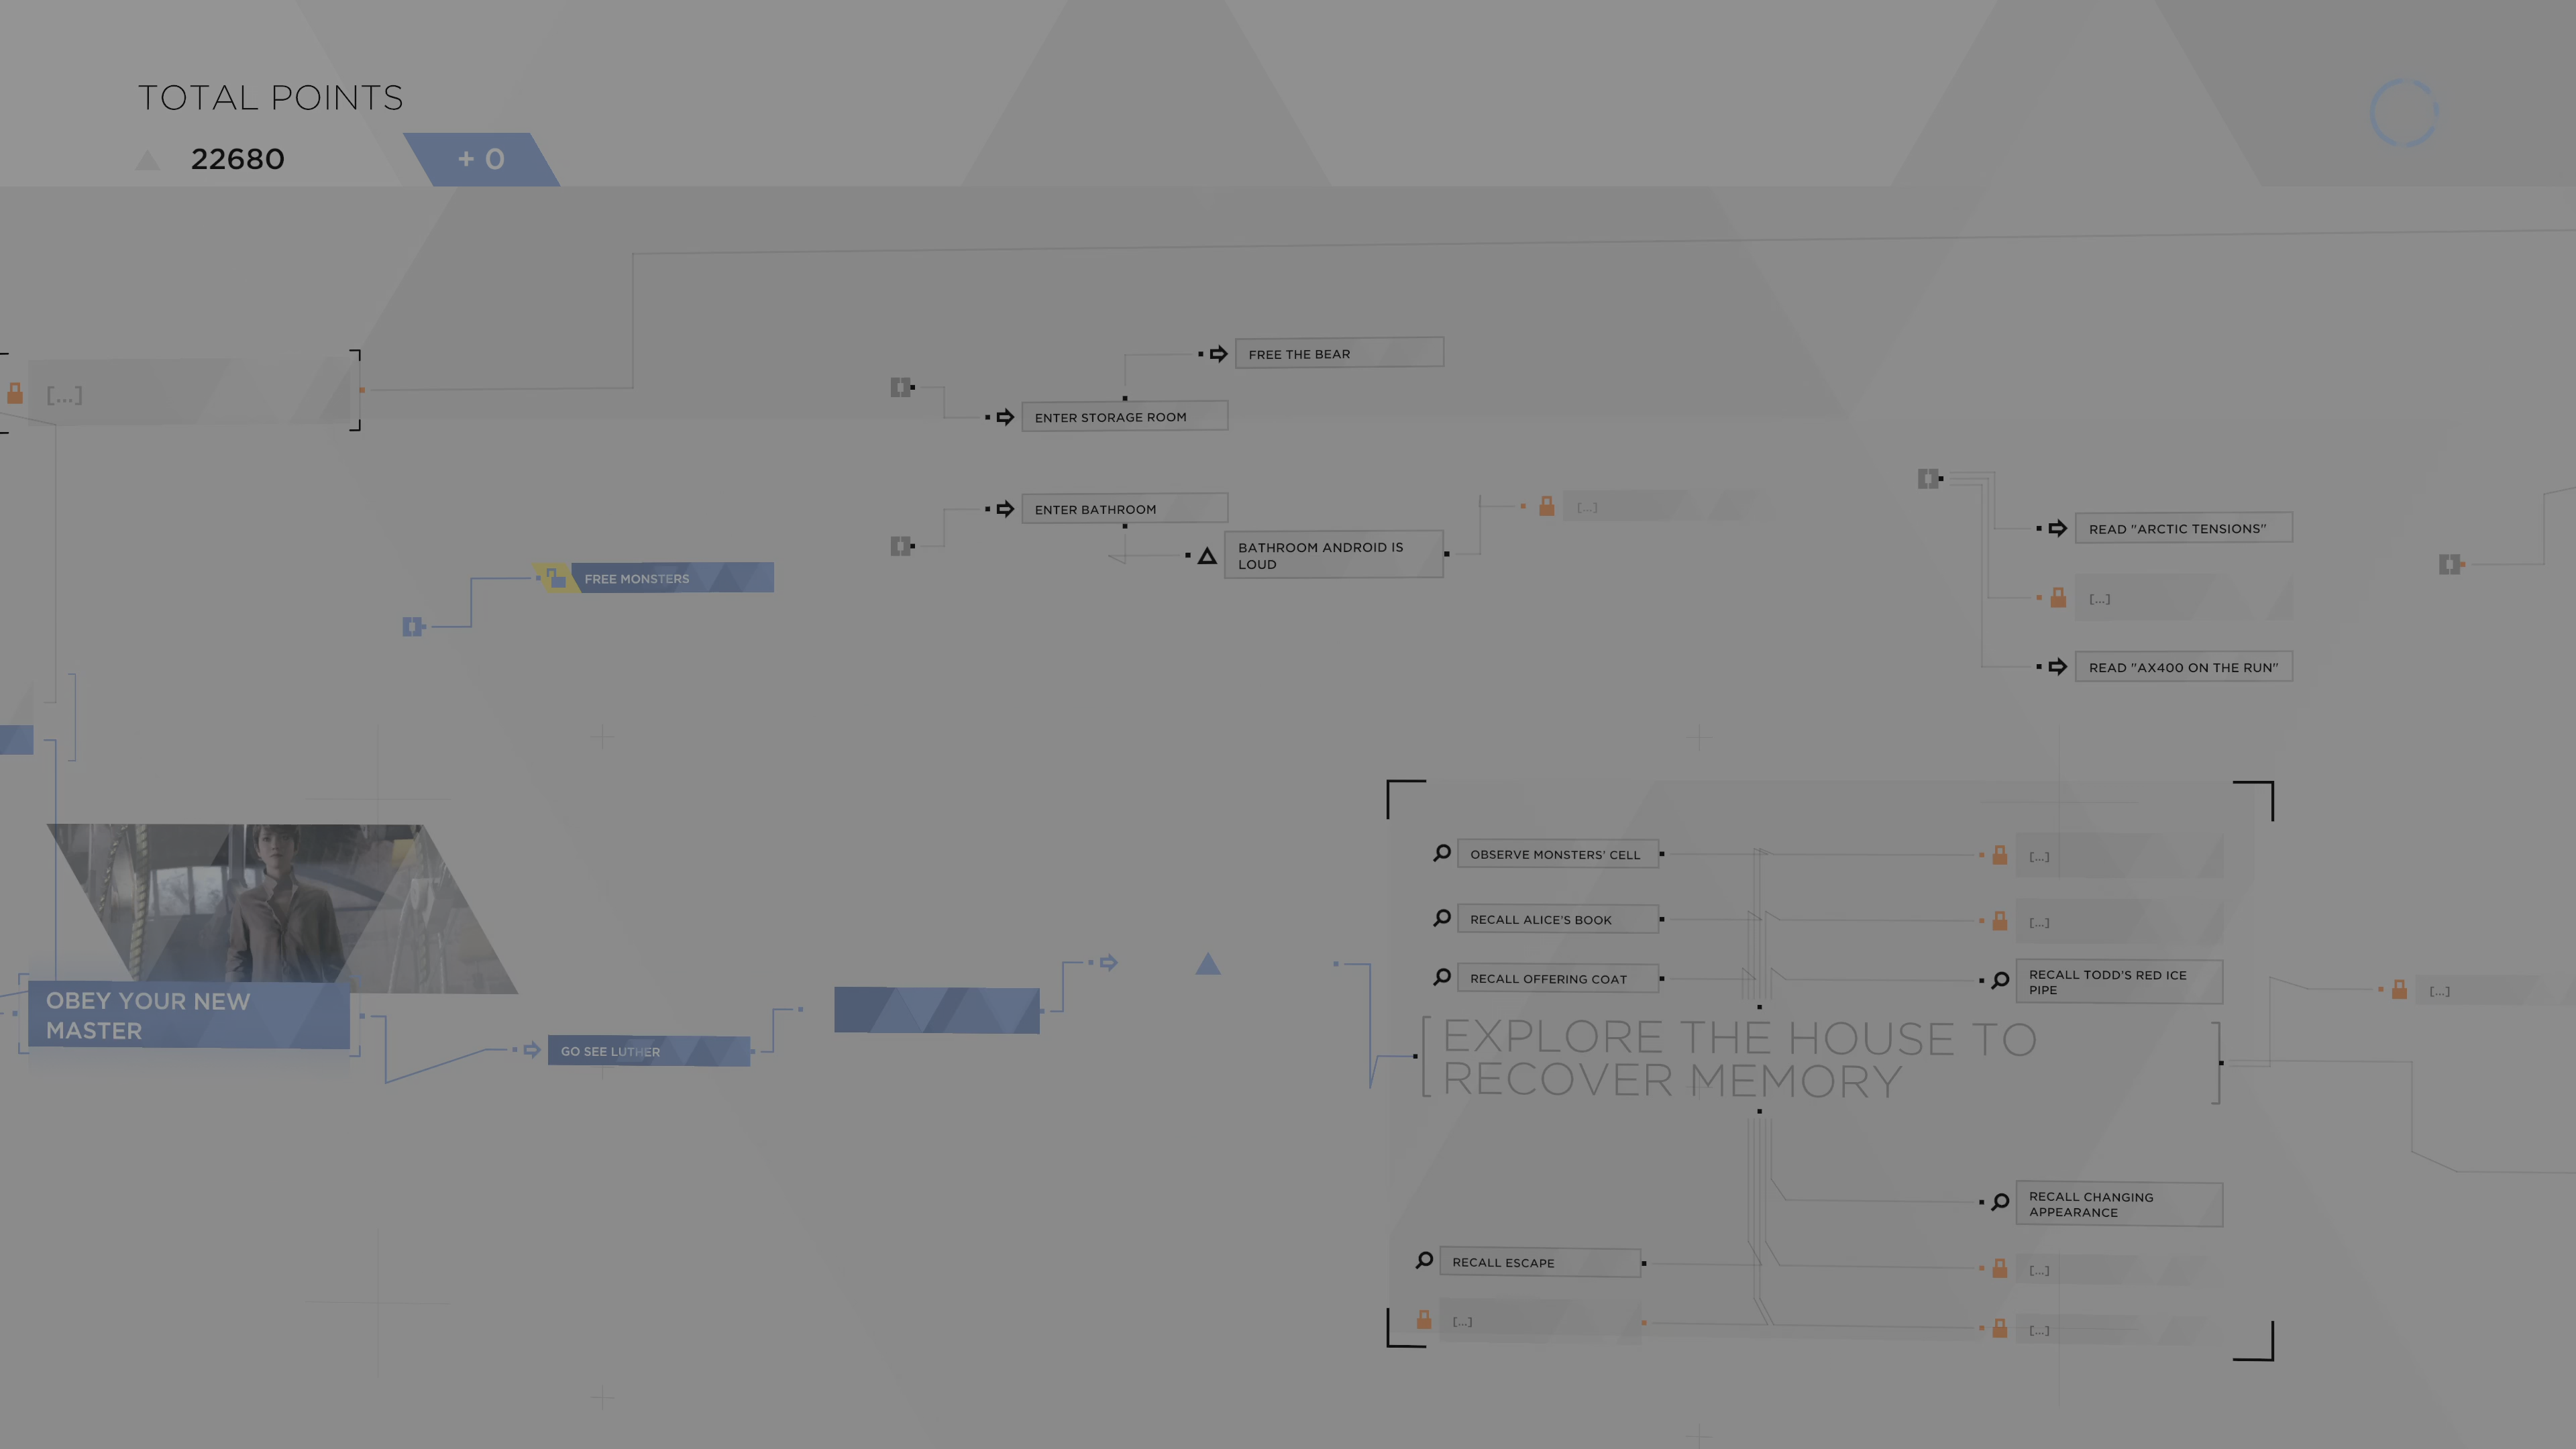 TOTAL POINTS
22680
+ 0
[...]
FREE THE BEAR
ENTER STORAGE ROOM
ENTER BATHROOM
[...]
BATHROOM ANDROID IS
LOUD
READ "ARCTIC TENSIONS"
FREE MONSTERS
[...]
READ "AX400 ON THE RUN"
OBSERVE MONSTERS' CELL
[...]
RECALL ALICE'S BOOK
[...]
RECALL OFFERING COAT
RECALL TODD'S RED ICE
PIPE
[...]
OBEY YOUR NEW
MASTER
GO SEE LUTHER
EXPLORE THE HOUSE TO
RECOVER MEMORY
RECALL CHANGING
APPEARANCE
RECALL ESCAPE
[...]
[...]
[...]